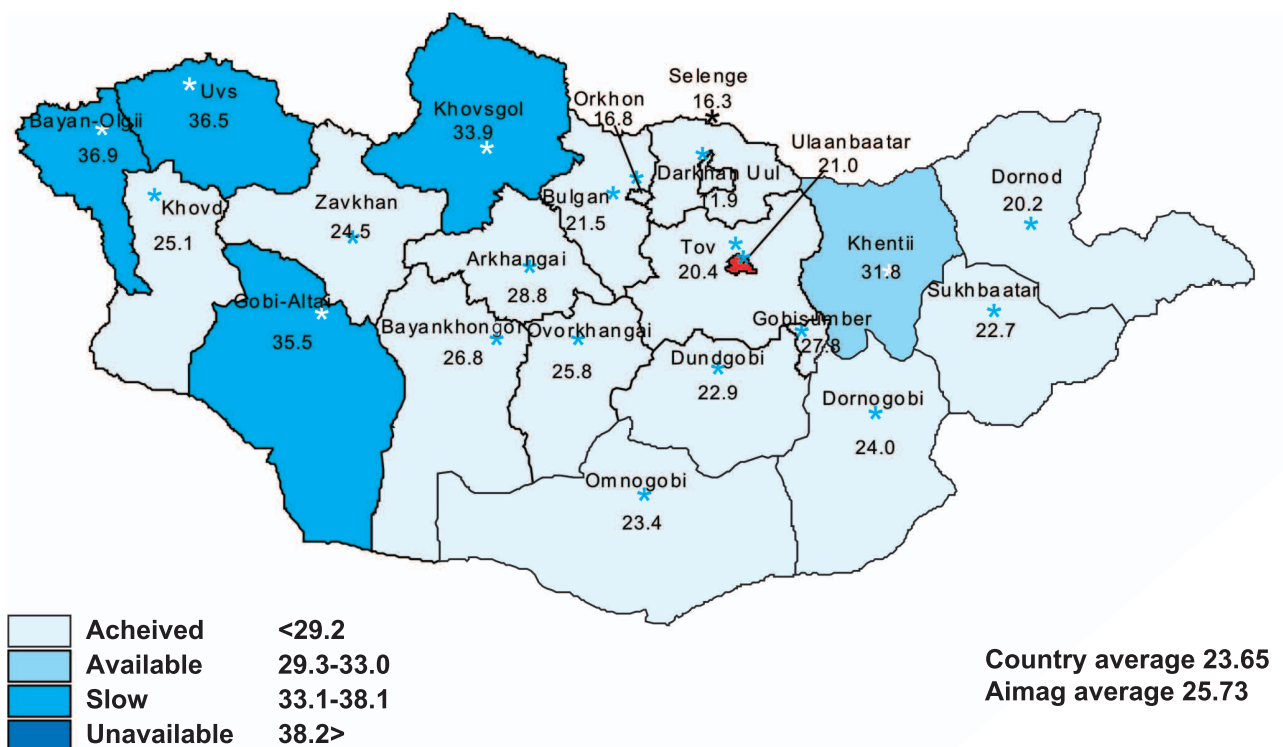 Selenge
16.3
Orkhon
16.8
Ulaanbaatar
21.0
Uvs
36.5
Khovsgol
33.9
Bayan-Olgii
36.9
Darkhan Uul
11.9
Dornod
20.2
Khovd
25.1
Zavkhan
24.5
Bulgan
21.5
Tov
20.4
Khentii
31.8
Arkhangai
28.8
Sukhbaatar
22.7
Gobi-Altai
35.5
Bayankhongor
26.8
Ovorkhangai
25.8
Gobisumber
27.8
Dundgobi
22.9
Dornogobi
24.0
Omnogobi
23.4
Acheived <29.2
Available 29.3-33.0
Slow 33.1-38.1
Unavailable 38.2>
Country average 23.65
Aimag average 25.73